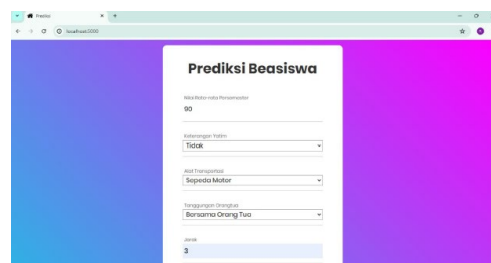 Prediksi
localhost:5000
Prediksi Beasiswa
Nilai Rata-rata Persemester
90
Keterangan Yatim
Tidak
Alat Transportasi
Sepeda Motor
Tanggungan Orangtua
Bersama Orang Tua
Jarak
3